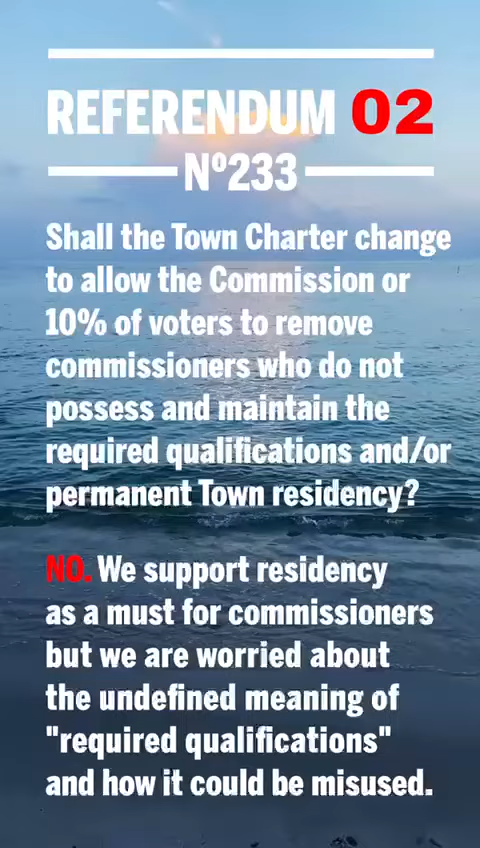 REFERENDUM 02
Nº233
Shall the Town Charter change
to allow the Commission or
10% of voters to remove
commissioners who do not
possess and maintain the
required qualifications and/or
permanent Town residency?
NO. We support residency
as a must for commissioners
but we are worried about
the undefined meaning of
"required qualifications"
and how it could be misused.